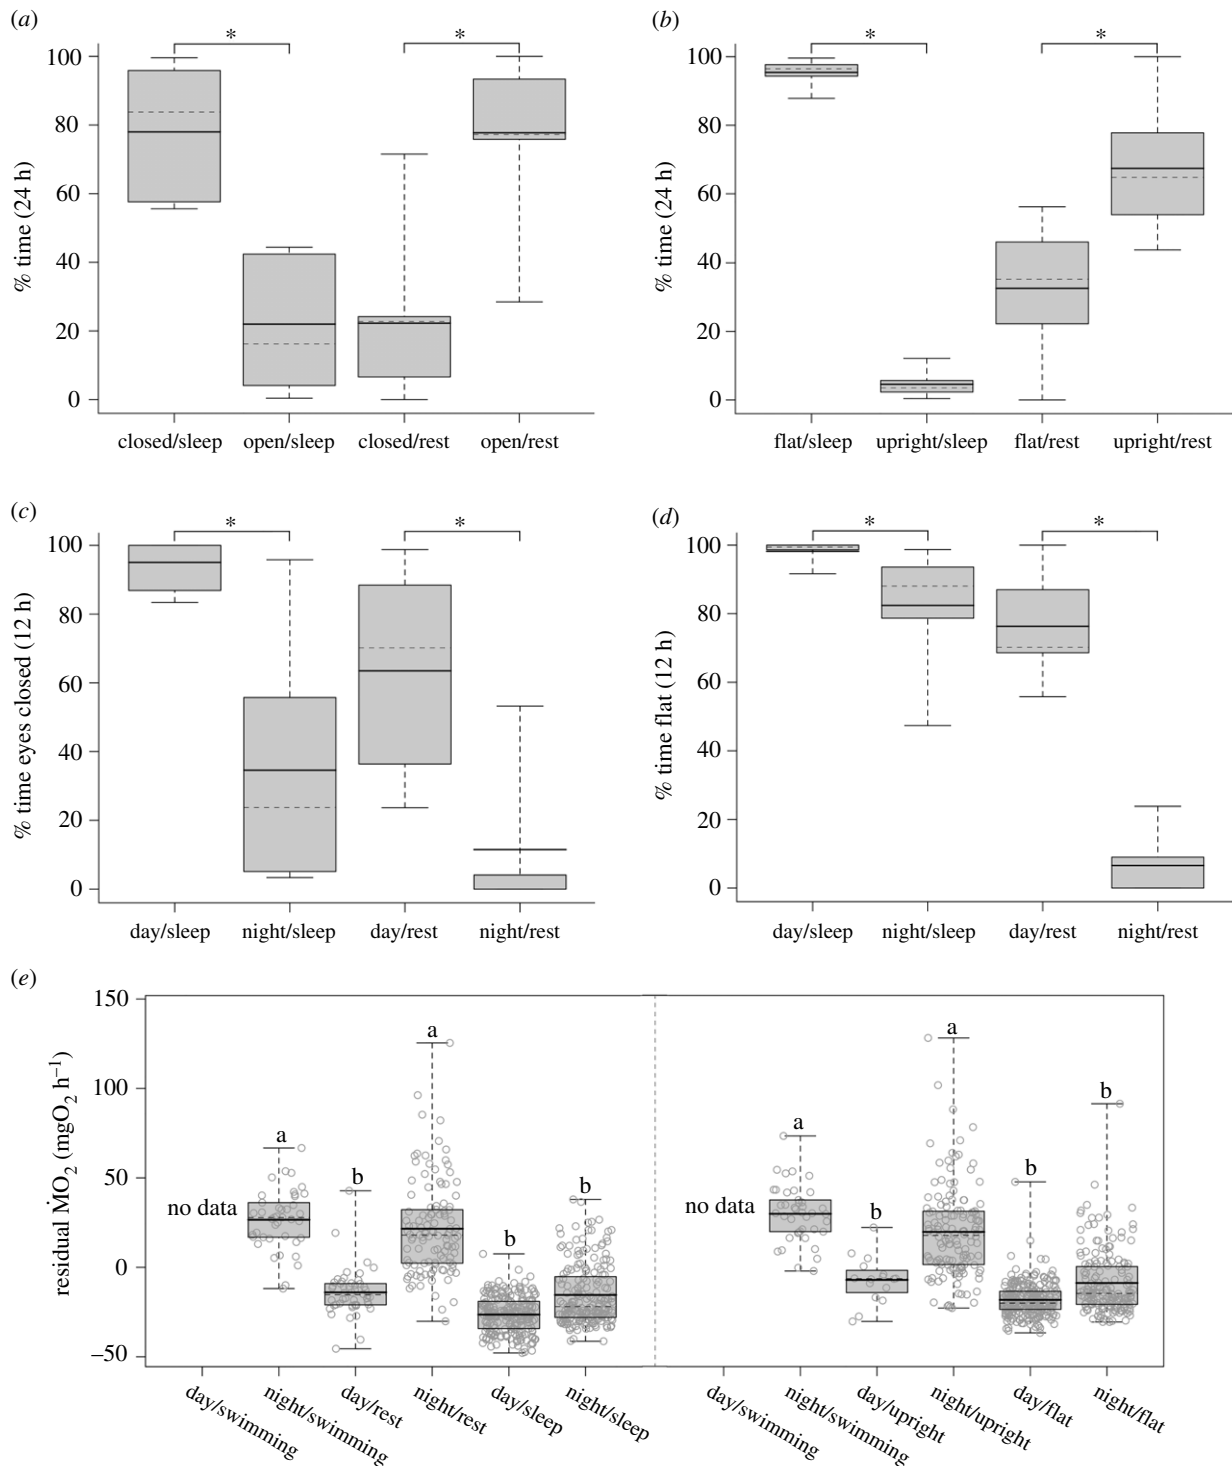 (a)
(b)
*
*
*
*
100
80
60
40
20
0
% time (24 h)
closed/sleep
open/sleep
closed/rest
open/rest
100
80
60
40
20
0
% time (24 h)
flat/sleep
upright/sleep
flat/rest
upright/rest
(c)
(d)
*
*
*
*
100
80
60
40
20
0
% time eyes closed (12 h)
day/sleep
night/sleep
day/rest
night/rest
100
80
60
40
20
0
% time flat (12 h)
day/sleep
night/sleep
day/rest
night/rest
(e)
150
100
50
0
–50
residual ṀO₂ (mgO₂ h⁻¹)
no data
a
b
a
b
b
no data
a
b
a
b
b
day/swimming
night/swimming
day/rest
night/rest
day/sleep
night/sleep
day/swimming
night/swimming
day/upright
night/upright
day/flat
night/flat